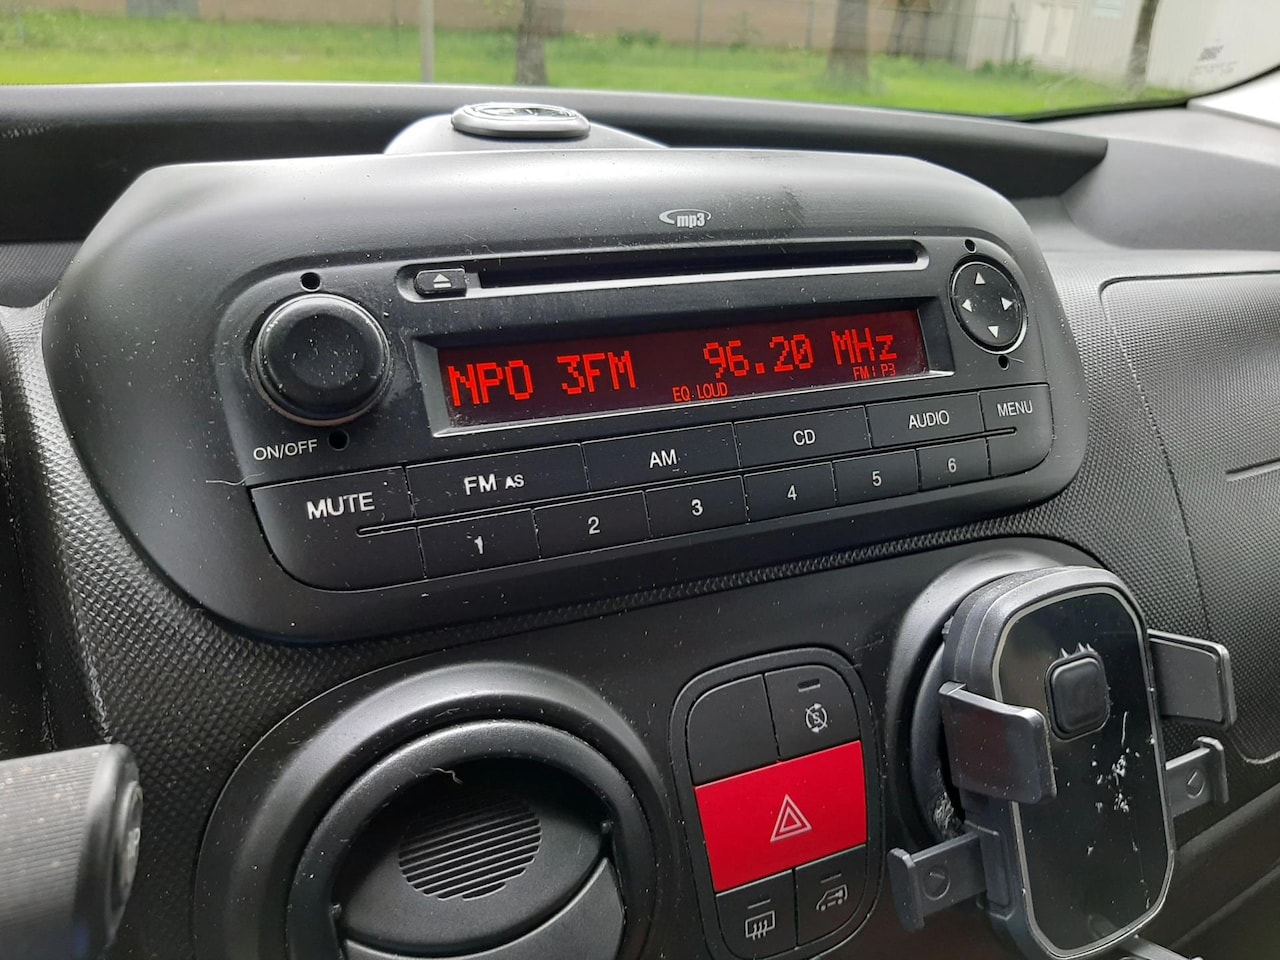 mp3
NPO 3FM 96.20 MHz
EQ LOUD FM1 P3
ON/OFF
MUTE FM AS AM CD AUDIO MENU
1 2 3 4 5 6